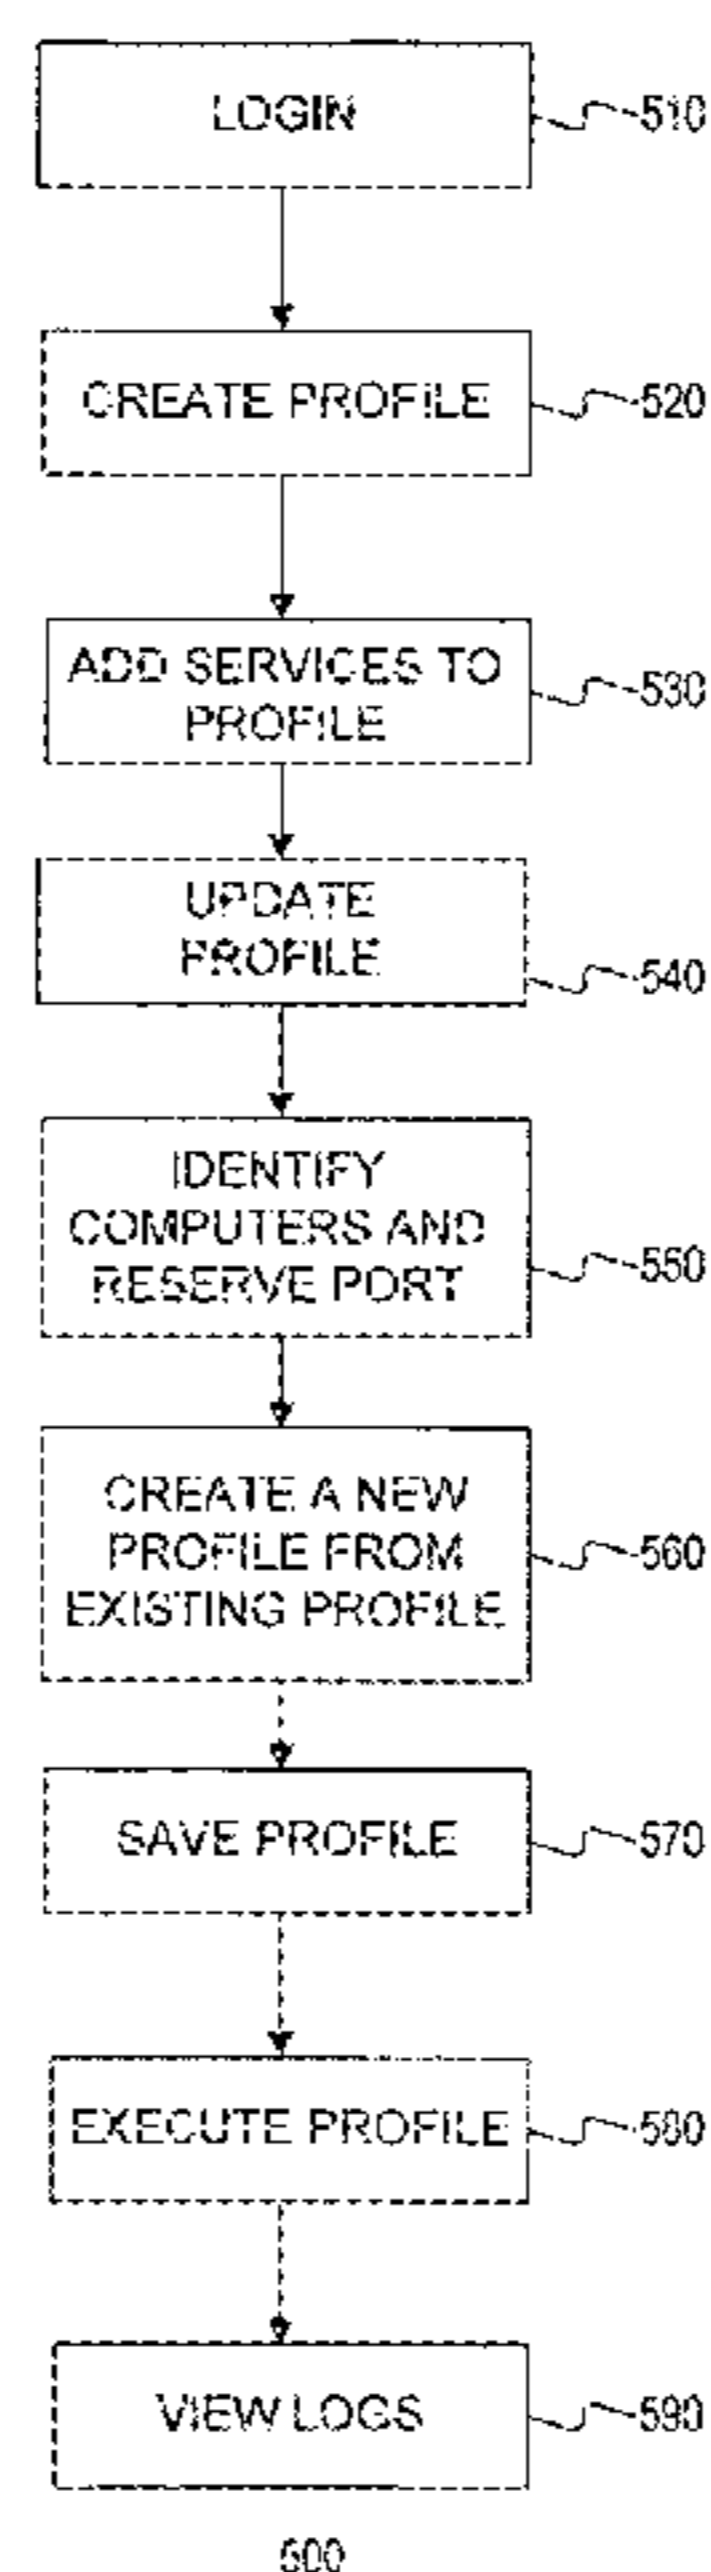 LOGIN
510
CREATE PROFILE
520
ADD SERVICES TO
PROFILE
530
UPDATE
PROFILE
540
IDENTIFY
COMPUTERS AND
RESERVE PORT
550
CREATE A NEW
PROFILE FROM
EXISTING PROFILE
560
SAVE PROFILE
570
EXECUTE PROFILE
580
VIEW LOGS
590
500